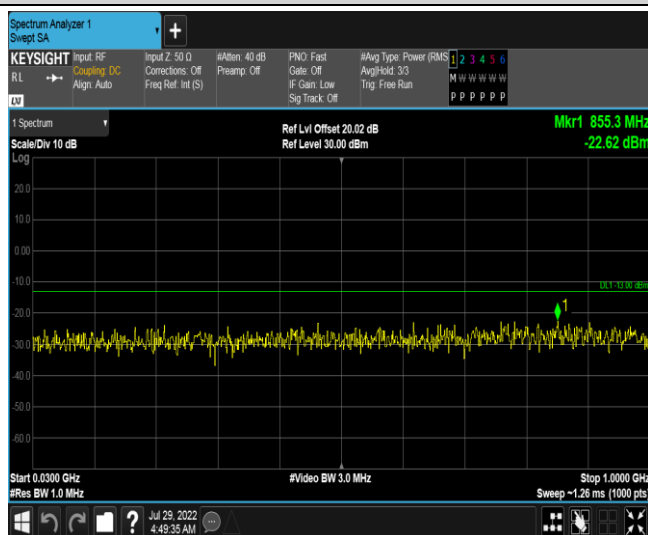 Spectrum Analyzer 1
Swept SA
+
KEYSIGHT
RL
LXI
Input: RF
Coupling: DC
Align: Auto
Input Z: 50 Ω
Corrections: Off
Freq Ref: Int (S)
#Atten: 40 dB
Preamp: Off
PNO: Fast
Gate: Off
IF Gain: Low
Sig Track: Off
#Avg Type: Power (RMS
Avg|Hold: 3/3
Trig: Free Run
1 2 3 4 5 6
M W W W W W
P P P P P P
1 Spectrum
Scale/Div 10 dB
Ref Lvl Offset 20.02 dB
Ref Level 30.00 dBm
Mkr1 855.3 MHz
-22.62 dBm
Log
20.0
10.0
0.00
-10.0
DL1 -13.00 dBm
1
-20.0
-30.0
-40.0
-50.0
-60.0
Start 0.0300 GHz
#Video BW 3.0 MHz
Stop 1.0000 GHz
#Res BW 1.0 MHz
Sweep ~1.26 ms (1000 pts)
?
Jul 29, 2022
4:49:35 AM